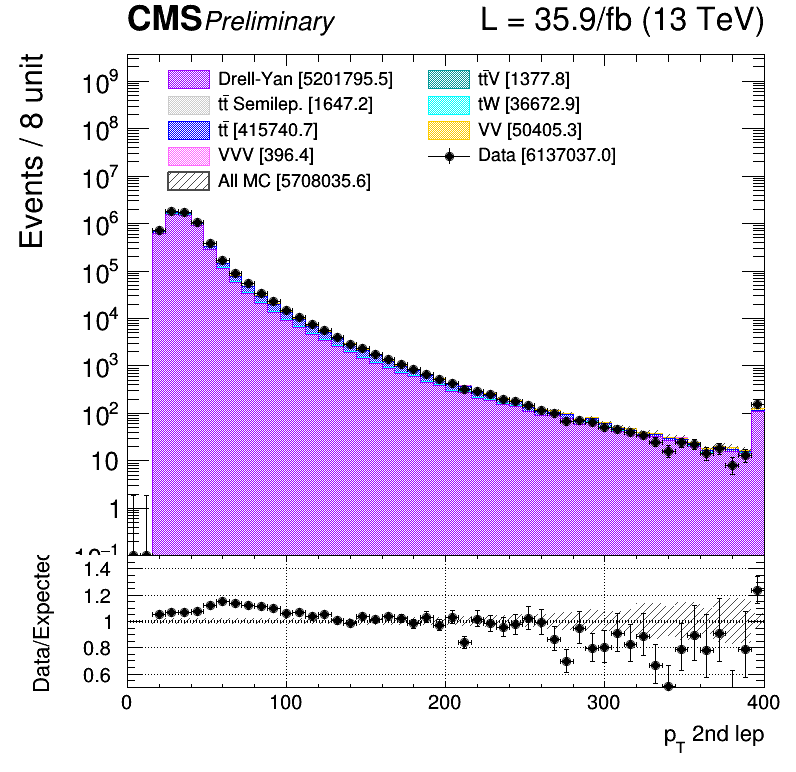 CMS Preliminary L = 35.9/fb (13 TeV)
Events / 8 unit
Drell-Yan [5201795.5]
tt̄ Semilep. [1647.2]
tt̄ [415740.7]
VVV [396.4]
All MC [5708035.6]
tt̄V [1377.8]
tW [36672.9]
VV [50405.3]
Data [6137037.0]
10⁹
10⁸
10⁷
10⁶
10⁵
10⁴
10³
10²
10
1
10⁻¹
Data/Expected
1.4
1.2
1
0.8
0.6
0 100 200 300 400
p_T 2nd lep